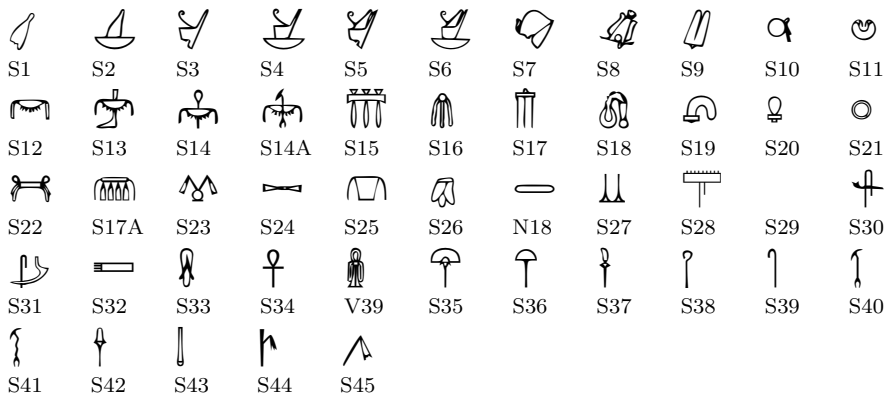 S1 S2 S3 S4 S5 S6 S7 S8 S9 S10 S11
S12 S13 S14 S14A S15 S16 S17 S18 S19 S20 S21
S22 S17A S23 S24 S25 S26 N18 S27 S28 S29 S30
S31 S32 S33 S34 V39 S35 S36 S37 S38 S39 S40
S41 S42 S43 S44 S45